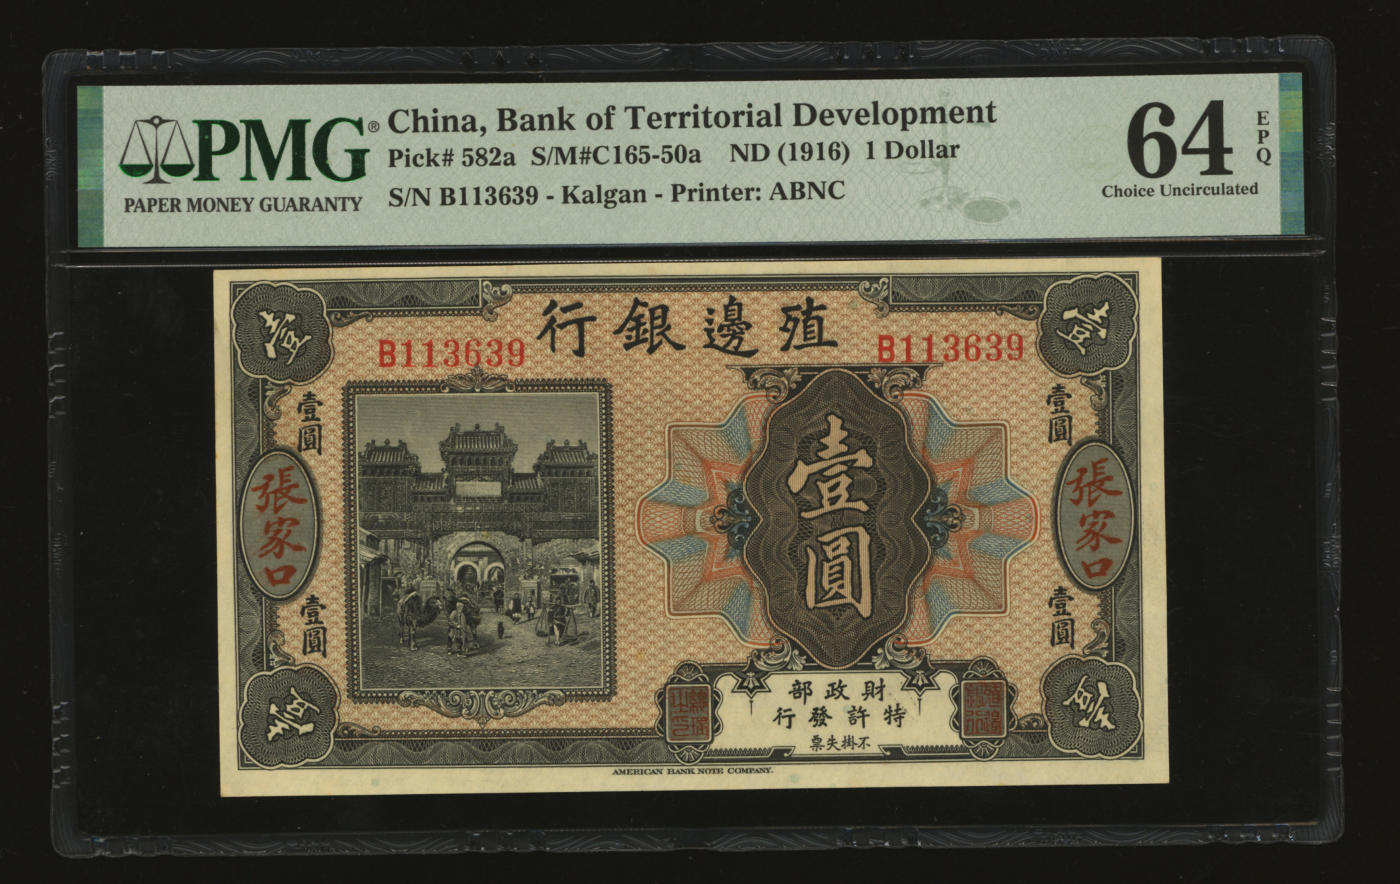 PMG®
PAPER MONEY GUARANTY
China, Bank of Territorial Development
Pick# 582a S/M#C165-50a ND (1916) 1 Dollar
S/N B113639 - Kalgan - Printer: ABNC
64 EPQ
Choice Uncirculated
行銀邊殖
B113639
B113639
壹
壹圓
壹圓
張家口
張家口
壹圓
壹圓
壹圓
部政財
行發許特
票失掛不
AMERICAN BANK NOTE COMPANY.